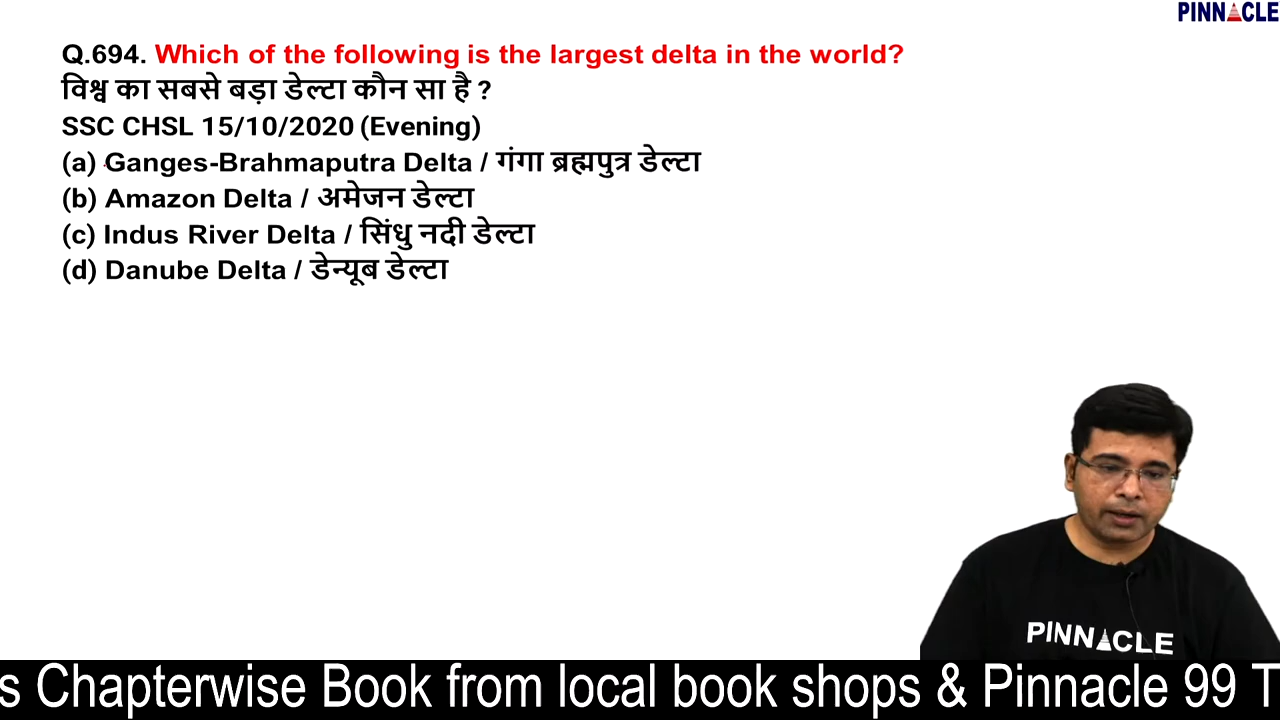 PINNACLE
Q.694. Which of the following is the largest delta in the world?
विश्व का सबसे बड़ा डेल्टा कौन सा है ?
SSC CHSL 15/10/2020 (Evening)
(a) Ganges-Brahmaputra Delta / गंगा ब्रह्मपुत्र डेल्टा
(b) Amazon Delta / अमेजन डेल्टा
(c) Indus River Delta / सिंधु नदी डेल्टा
(d) Danube Delta / डेन्यूब डेल्टा
PINNACLE
s Chapterwise Book from local book shops & Pinnacle 99 T